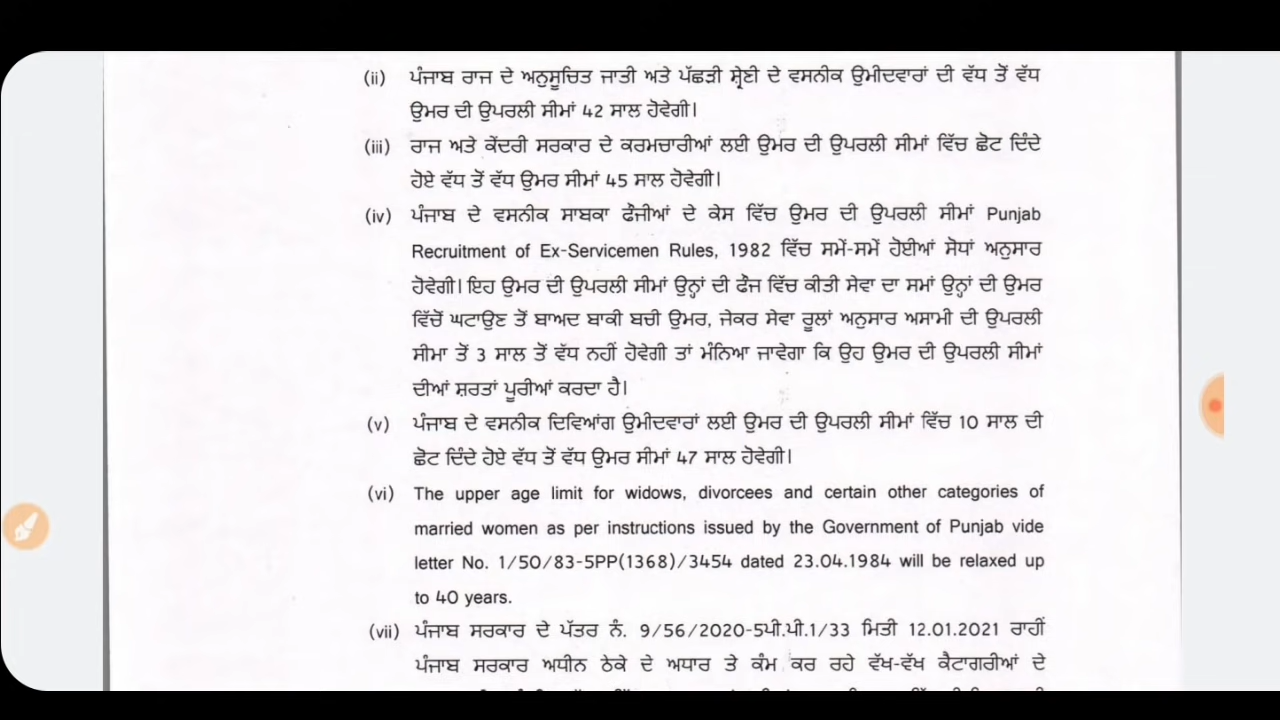 (ii) ਪੰਜਾਬ ਰਾਜ ਦੇ ਅਨੁਸੂਚਿਤ ਜਾਤੀ ਅਤੇ ਪੱਛੜੀ ਸ਼੍ਰੇਣੀ ਦੇ ਵਸਨੀਕ ਉਮੀਦਵਾਰਾਂ ਦੀ ਵੱਧ ਤੋਂ ਵੱਧ
ਉਮਰ ਦੀ ਉਪਰਲੀ ਸੀਮਾਂ 42 ਸਾਲ ਹੋਵੇਗੀ।
(iii) ਰਾਜ ਅਤੇ ਕੇਂਦਰੀ ਸਰਕਾਰ ਦੇ ਕਰਮਚਾਰੀਆਂ ਲਈ ਉਮਰ ਦੀ ਉਪਰਲੀ ਸੀਮਾਂ ਵਿੱਚ ਛੋਟ ਦਿੰਦੇ
ਹੋਏ ਵੱਧ ਤੋਂ ਵੱਧ ਉਮਰ ਸੀਮਾਂ 45 ਸਾਲ ਹੋਵੇਗੀ।
(iv) ਪੰਜਾਬ ਦੇ ਵਸਨੀਕ ਸਾਬਕਾ ਫੌਜੀਆਂ ਦੇ ਕੇਸ ਵਿੱਚ ਉਮਰ ਦੀ ਉਪਰਲੀ ਸੀਮਾਂ Punjab
Recruitment of Ex-Servicemen Rules, 1982 ਵਿੱਚ ਸਮੇਂ-ਸਮੇਂ ਹੋਈਆਂ ਸੋਧਾਂ ਅਨੁਸਾਰ
ਹੋਵੇਗੀ। ਇਹ ਉਮਰ ਦੀ ਉਪਰਲੀ ਸੀਮਾਂ ਉਨ੍ਹਾਂ ਦੀ ਫੌਜ ਵਿੱਚ ਕੀਤੀ ਸੇਵਾ ਦਾ ਸਮਾਂ ਉਨ੍ਹਾਂ ਦੀ ਉਮਰ
ਵਿੱਚੋਂ ਘਟਾਉਣ ਤੋਂ ਬਾਅਦ ਬਾਕੀ ਬਚੀ ਉਮਰ, ਜੇਕਰ ਸੇਵਾ ਰੂਲਾਂ ਅਨੁਸਾਰ ਅਸਾਮੀ ਦੀ ਉਪਰਲੀ
ਸੀਮਾ ਤੋਂ 3 ਸਾਲ ਤੋਂ ਵੱਧ ਨਹੀਂ ਹੋਵੇਗੀ ਤਾਂ ਮੰਨਿਆ ਜਾਵੇਗਾ ਕਿ ਉਹ ਉਮਰ ਦੀ ਉਪਰਲੀ ਸੀਮਾਂ
ਦੀਆਂ ਸ਼ਰਤਾਂ ਪੂਰੀਆਂ ਕਰਦਾ ਹੈ।
(v) ਪੰਜਾਬ ਦੇ ਵਸਨੀਕ ਦਿਵਿਆਂਗ ਉਮੀਦਵਾਰਾਂ ਲਈ ਉਮਰ ਦੀ ਉਪਰਲੀ ਸੀਮਾਂ ਵਿੱਚ 10 ਸਾਲ ਦੀ
ਛੋਟ ਦਿੰਦੇ ਹੋਏ ਵੱਧ ਤੋਂ ਵੱਧ ਉਮਰ ਸੀਮਾਂ 47 ਸਾਲ ਹੋਵੇਗੀ।
(vi) The upper age limit for widows, divorcees and certain other categories of
married women as per instructions issued by the Government of Punjab vide
letter No. 1/50/83-5PP(1368)/3454 dated 23.04.1984 will be relaxed up
to 40 years.
(vii) ਪੰਜਾਬ ਸਰਕਾਰ ਦੇ ਪੱਤਰ ਨੰ. 9/56/2020-5ਪੀ.ਪੀ.1/33 ਮਿਤੀ 12.01.2021 ਰਾਹੀਂ
ਪੰਜਾਬ ਸਰਕਾਰ ਅਧੀਨ ਠੇਕੇ ਦੇ ਅਧਾਰ ਤੇ ਕੰਮ ਕਰ ਰਹੇ ਵੱਖ-ਵੱਖ ਕੈਟਾਗਰੀਆਂ ਦੇ